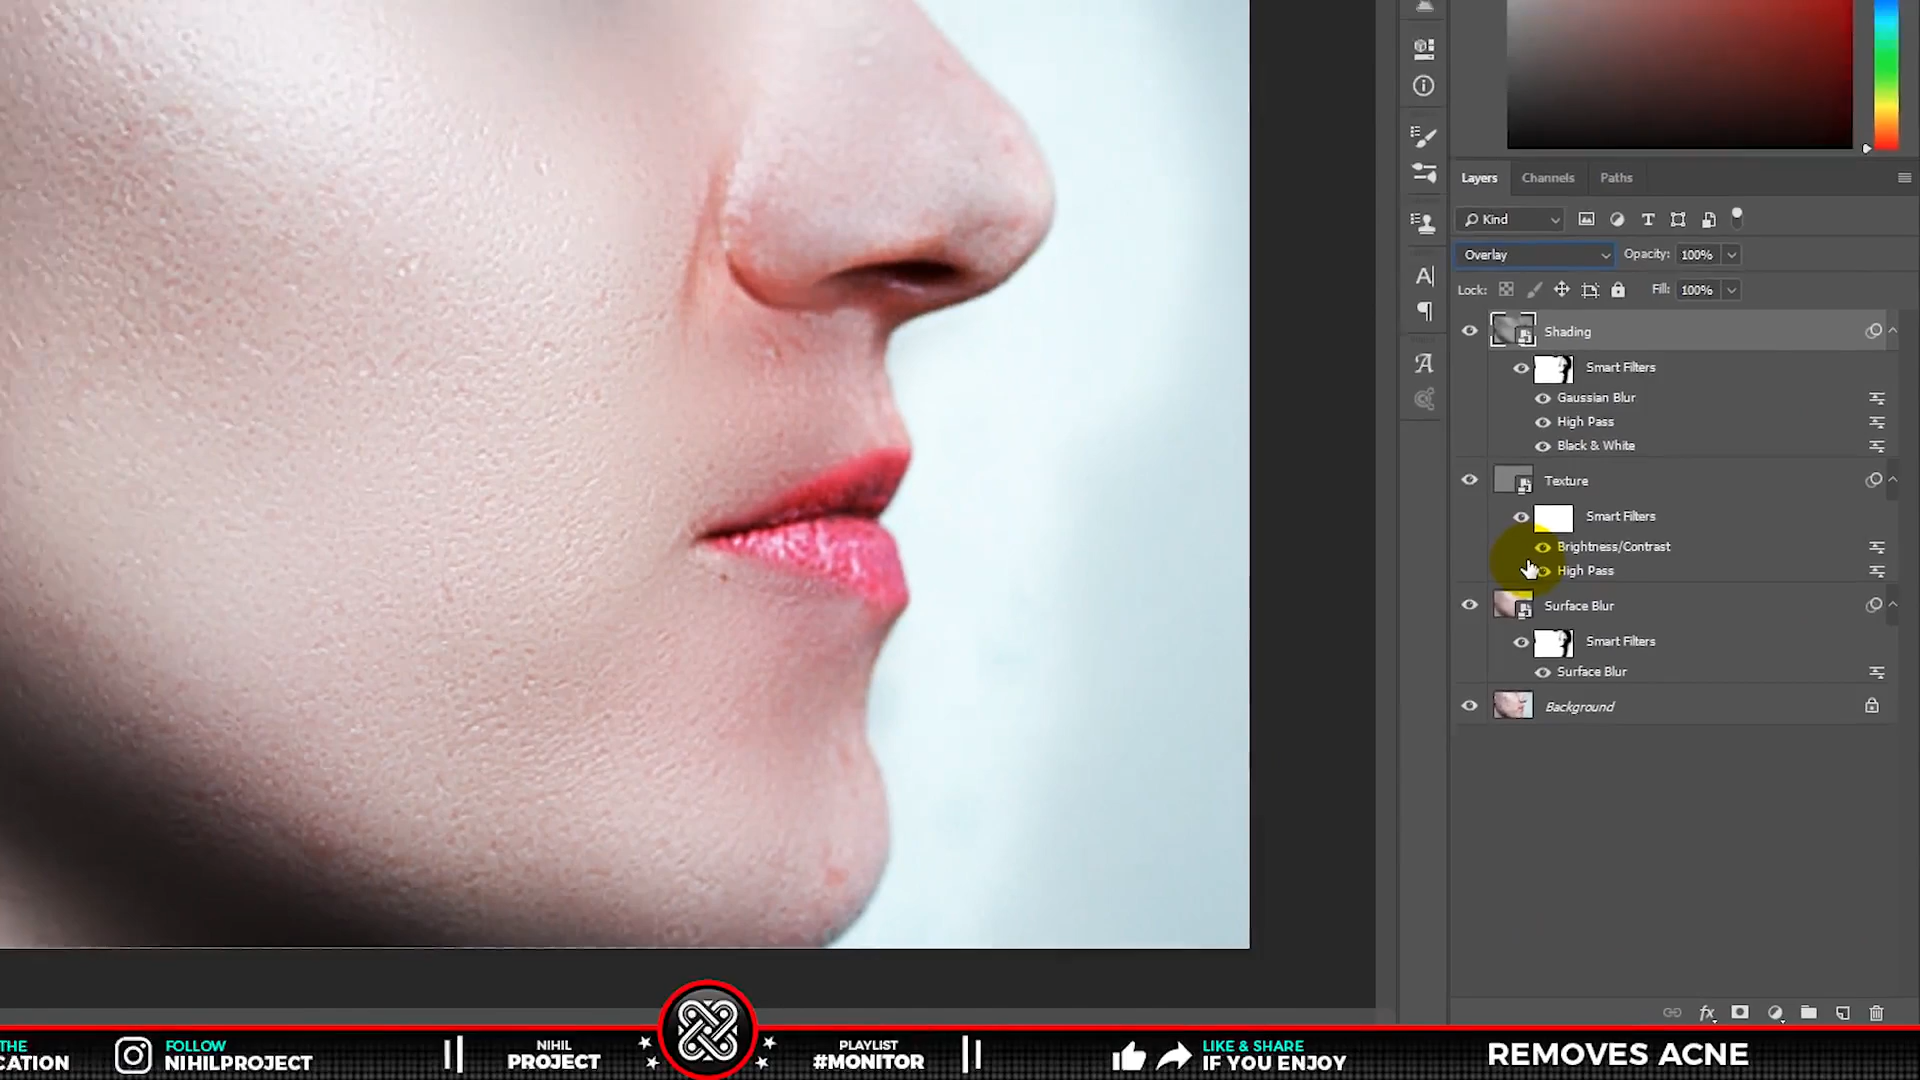 Layers Channels Paths
Kind
Overlay Opacity: 100%
Lock: Fill: 100%
Shading
Smart Filters
Gaussian Blur
High Pass
Black & White
Texture
Smart Filters
Brightness/Contrast
High Pass
Surface Blur
Smart Filters
Surface Blur
Background
THE
CATION
FOLLOW
NIHILPROJECT
NIHIL
PROJECT
PLAYLIST
#MONITOR
LIKE & SHARE
IF YOU ENJOY
REMOVES ACNE